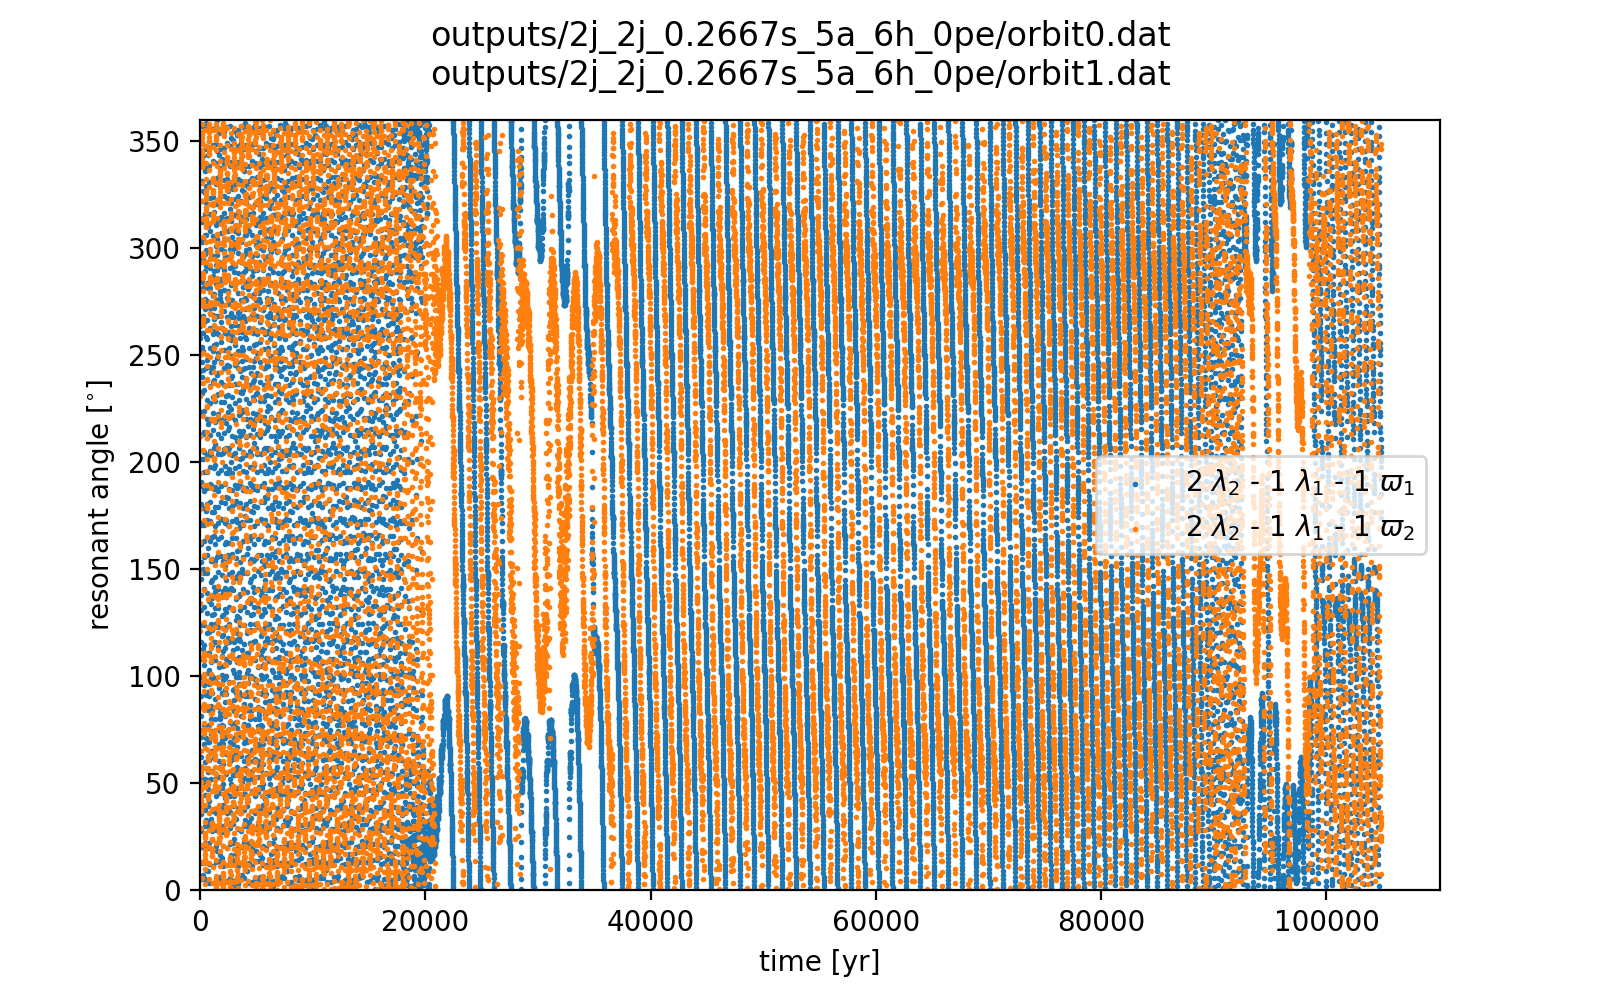 outputs/2j_2j_0.2667s_5a_6h_0pe/orbit0.dat
outputs/2j_2j_0.2667s_5a_6h_0pe/orbit1.dat
350
300
250
200
150
100
50
0
resonant angle [°]
2 λ₂ - 1 λ₁ - 1 ϖ₁
2 λ₂ - 1 λ₁ - 1 ϖ₂
0 20000 40000 60000 80000 100000
time [yr]